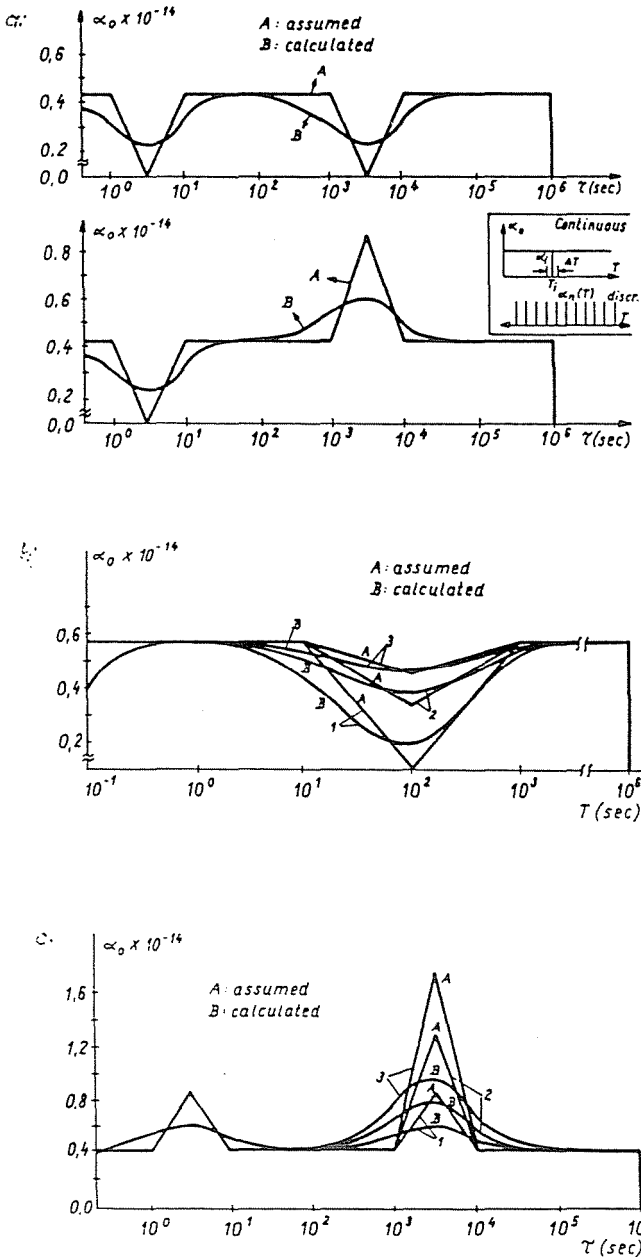 a:
α₀ x 10⁻¹⁴
A: assumed
B: calculated
0,6
0,4
0.2
0,0
A
B
10⁰ 10¹ 10² 10³ 10⁴ 10⁵ 10⁶ τ(sec)
α₀ x 10⁻¹⁴
0.8
0.6
0.4
0,2
0,0
A
B
α₀ Continuous
αᵢ ΔT
Tᵢ T
αₙ(T) discr.
T
10⁰ 10¹ 10² 10³ 10⁴ 10⁵ 10⁶ τ(sec)
α₀ x 10⁻¹⁴
A: assumed
B: calculated
0,6
0,4
0,2
B A 3
B A 2
B A 1
10⁻¹ 10⁰ 10¹ 10² 10³ 10⁶
T (sec)
c.
α₀ x 10⁻¹⁴
A: assumed
B: calculated
1,6
1,2
0,8
0,4
0,0
A
A
3 B 2
A B
B
1
10⁰ 10¹ 10² 10³ 10⁴ 10⁵ 10
τ (sec)